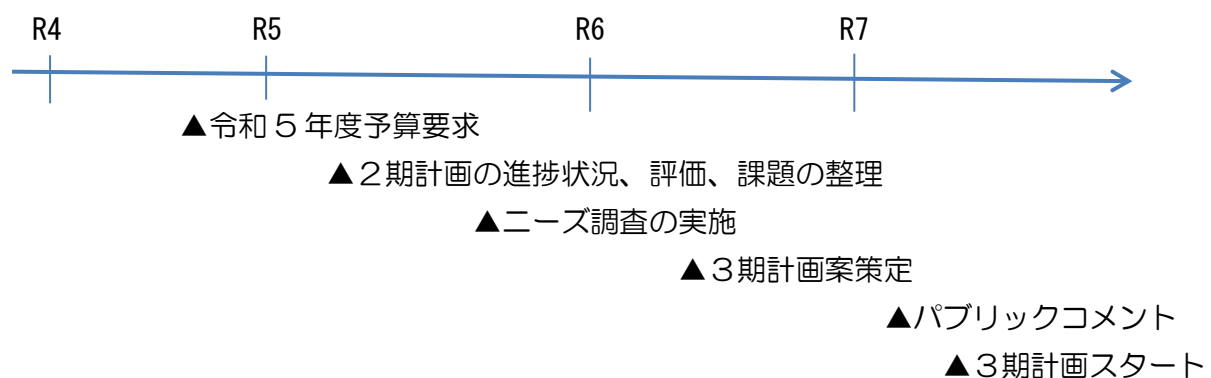 R4 R5 R6 R7
▲令和5年度予算要求
▲2期計画の進捗状況、評価、課題の整理
▲ニーズ調査の実施
▲3期計画案策定
▲パブリックコメント
▲3期計画スタート